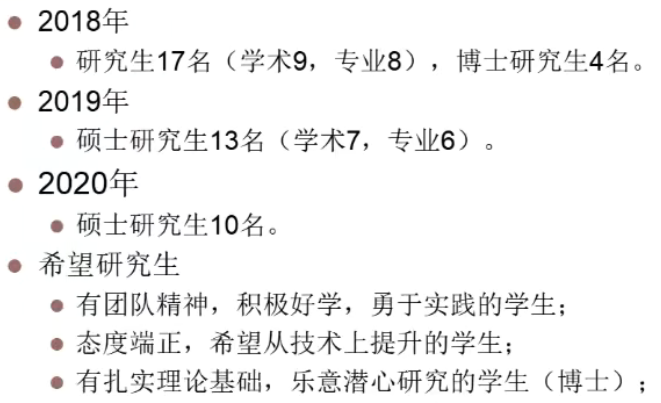 2018年
研究生17名（学术9，专业8），博士研究生4名。
2019年
硕士研究生13名（学术7，专业6）。
2020年
硕士研究生10名。
希望研究生
有团队精神，积极好学，勇于实践的学生；
态度端正，希望从技术上提升的学生；
有扎实理论基础，乐意潜心研究的学生（博士）；